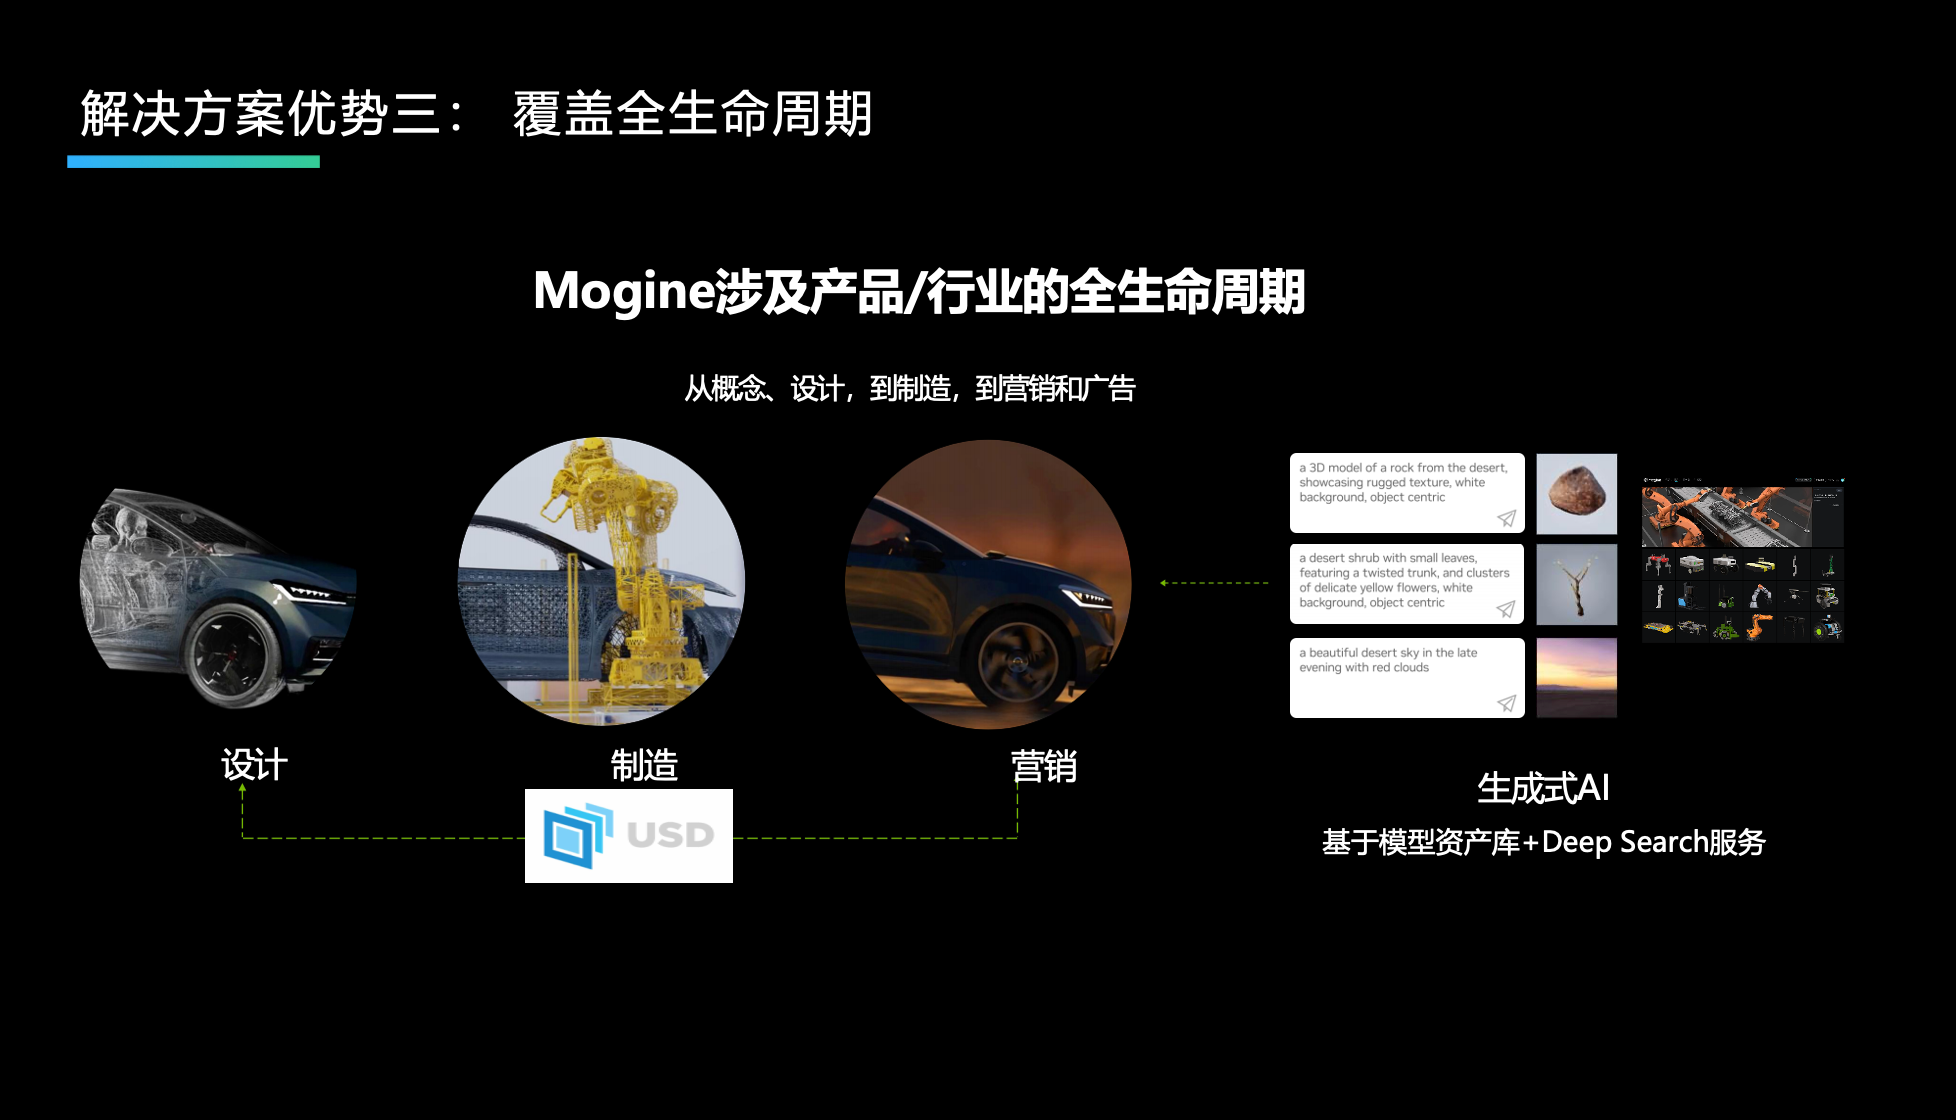 解决方案优势三： 覆盖全生命周期
Mogine涉及产品/行业的全生命周期
从概念、设计，到制造，到营销和广告
a 3D model of a rock from the desert,
showcasing rugged texture, white
background, object centric
a desert shrub with small leaves,
featuring a twisted trunk, and clusters
of delicate yellow flowers, white
background, object centric
a beautiful desert sky in the late
evening with red clouds
设计
制造
营销
USD
生成式AI
基于模型资产库+Deep Search服务